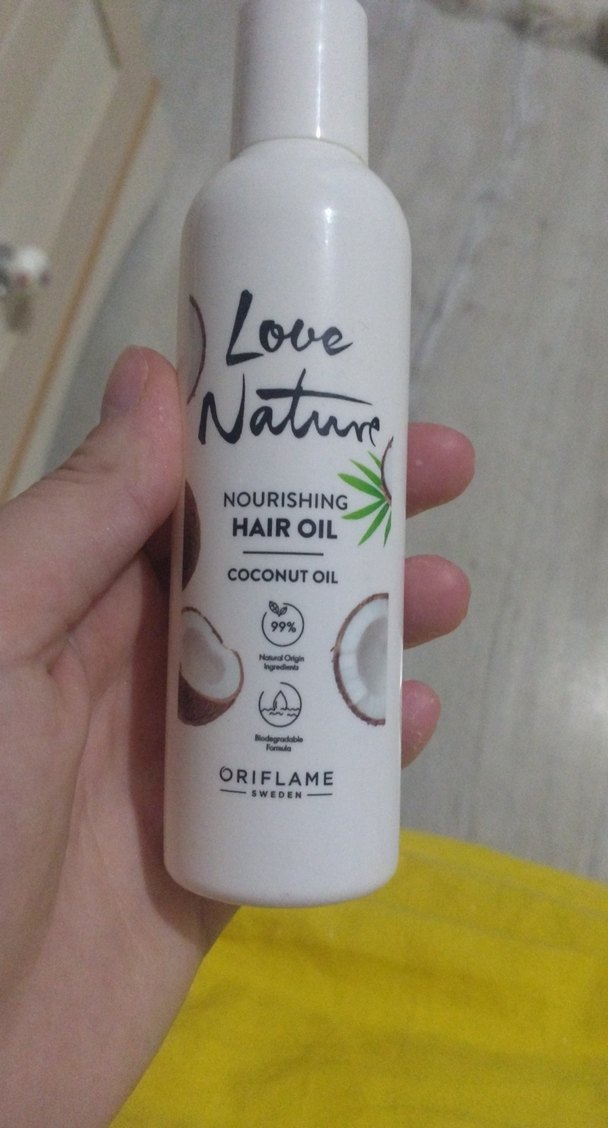 Love
Nature
NOURISHING
HAIR OIL
COCONUT OIL
99%
Natural Origin
Ingredients
Biodegradable
Formula
ORIFLAME
SWEDEN